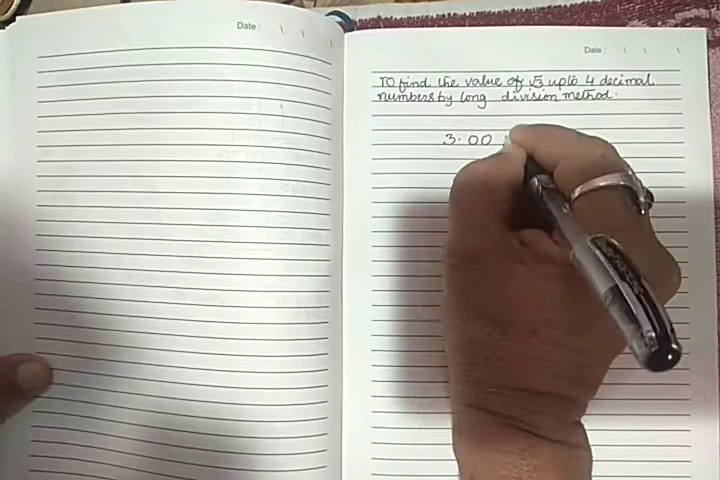 Date :
Date :
To find the value of √3 upto 4 decimal
numbers by long division method.
3.00